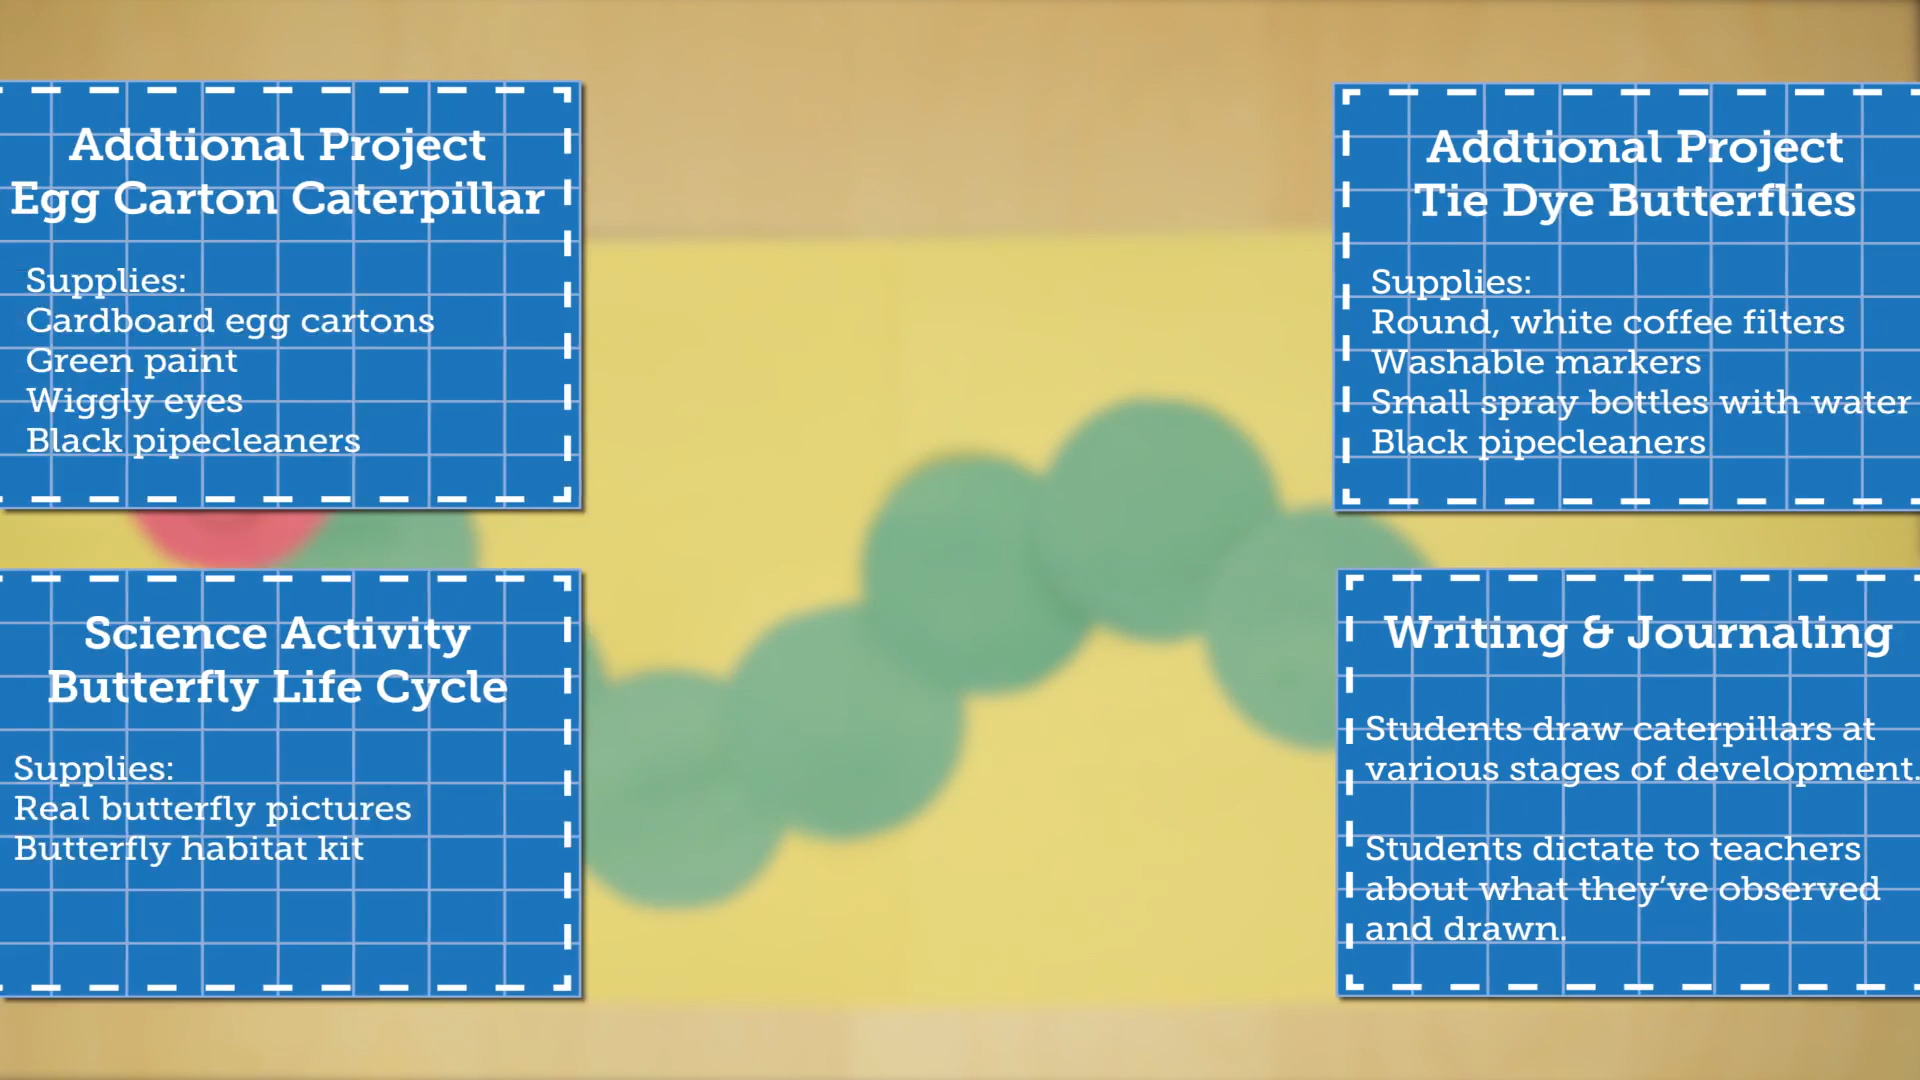 Addtional Project
Egg Carton Caterpillar
Supplies:
Cardboard egg cartons
Green paint
Wiggly eyes
Black pipecleaners
Addtional Project
Tie Dye Butterflies
Supplies:
Round, white coffee filters
Washable markers
Small spray bottles with water
Black pipecleaners
Science Activity
Butterfly Life Cycle
Supplies:
Real butterfly pictures
Butterfly habitat kit
Writing & Journaling
Students draw caterpillars at
various stages of development.
Students dictate to teachers
about what they've observed
and drawn.